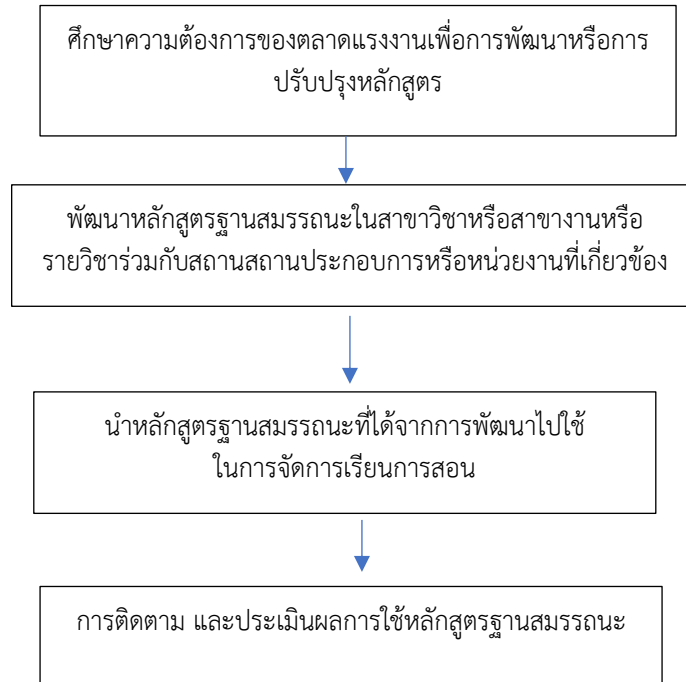 ศึกษาความต้องการของตลาดแรงงานเพื่อการพัฒนาหรือการ
ปรับปรุงหลักสูตร
พัฒนาหลักสูตรฐานสมรรถนะในสาขาวิชาหรือสาขางานหรือ
รายวิชาร่วมกับสถานสถานประกอบการหรือหน่วยงานที่เกี่ยวข้อง
นำหลักสูตรฐานสมรรถนะที่ได้จากการพัฒนาไปใช้
ในการจัดการเรียนการสอน
การติดตาม และประเมินผลการใช้หลักสูตรฐานสมรรถนะ